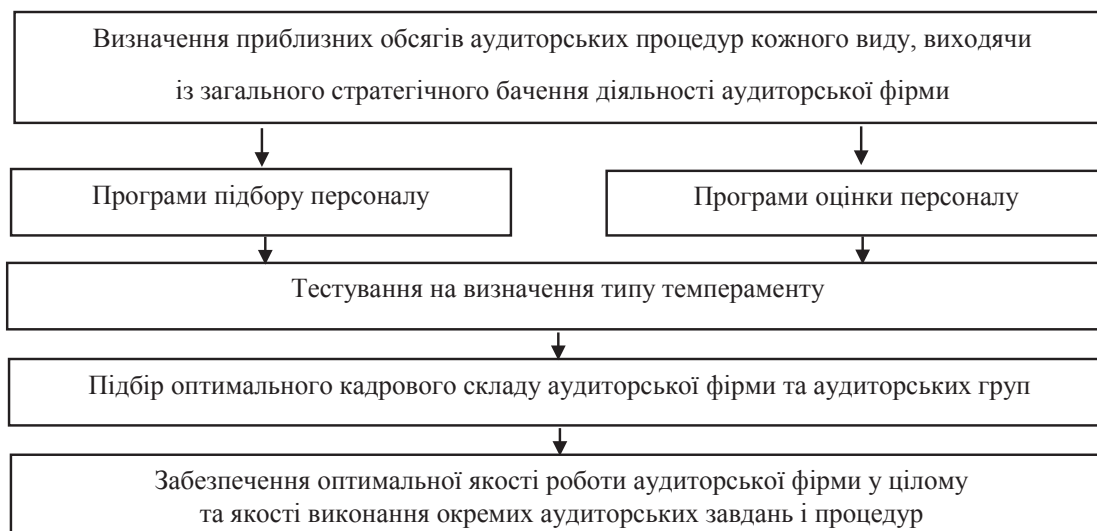 Визначення приблизних обсягів аудиторських процедур кожного виду, виходячи
із загального стратегічного бачення діяльності аудиторської фірми
Програми підбору персоналу
Програми оцінки персоналу
Тестування на визначення типу темпераменту
Підбір оптимального кадрового складу аудиторської фірми та аудиторських груп
Забезпечення оптимальної якості роботи аудиторської фірми у цілому
та якості виконання окремих аудиторських завдань і процедур